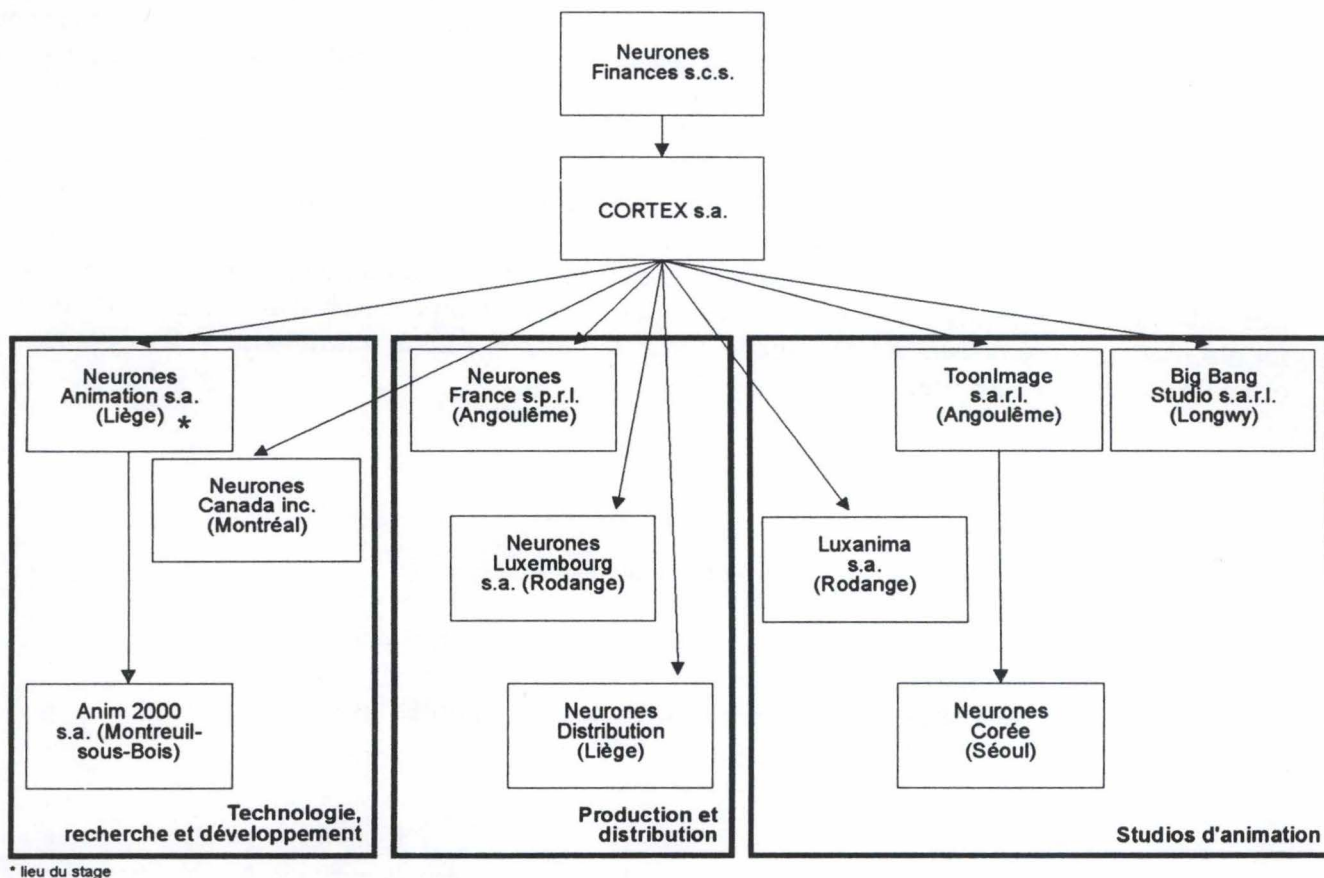 Neurones
Finances s.c.s.
CORTEX s.a.
Neurones
Animation s.a.
(Liège) *
Neurones
Canada inc.
(Montréal)
Anim 2000
s.a. (Montreuil-
sous-Bois)
Technologie,
recherche et développement
Neurones
France s.p.r.l.
(Angoulême)
Neurones
Luxembourg
s.a. (Rodange)
Neurones
Distribution
(Liège)
Production et
distribution
ToonImage
s.a.r.l.
(Angoulême)
Big Bang
Studio s.a.r.l.
(Longwy)
Luxanima
s.a.
(Rodange)
Neurones
Corée
(Séoul)
Studios d'animation
* lieu du stage